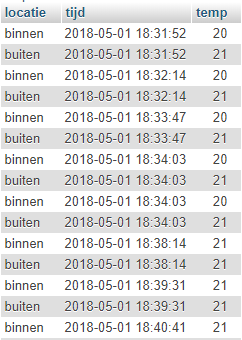 locatie tijd temp
binnen 2018-05-01 18:31:52 20
buiten 2018-05-01 18:31:52 21
binnen 2018-05-01 18:32:14 20
buiten 2018-05-01 18:32:14 21
binnen 2018-05-01 18:33:47 20
buiten 2018-05-01 18:33:47 21
binnen 2018-05-01 18:34:03 20
buiten 2018-05-01 18:34:03 21
binnen 2018-05-01 18:34:03 20
buiten 2018-05-01 18:34:03 21
binnen 2018-05-01 18:38:14 21
buiten 2018-05-01 18:38:14 21
binnen 2018-05-01 18:39:31 21
buiten 2018-05-01 18:39:31 21
binnen 2018-05-01 18:40:41 21